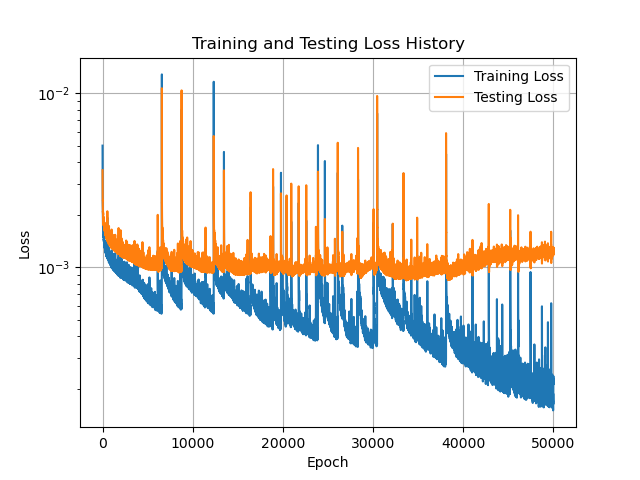 Training and Testing Loss History
Training Loss
Testing Loss
10⁻²
10⁻³
Loss
0 10000 20000 30000 40000 50000
Epoch